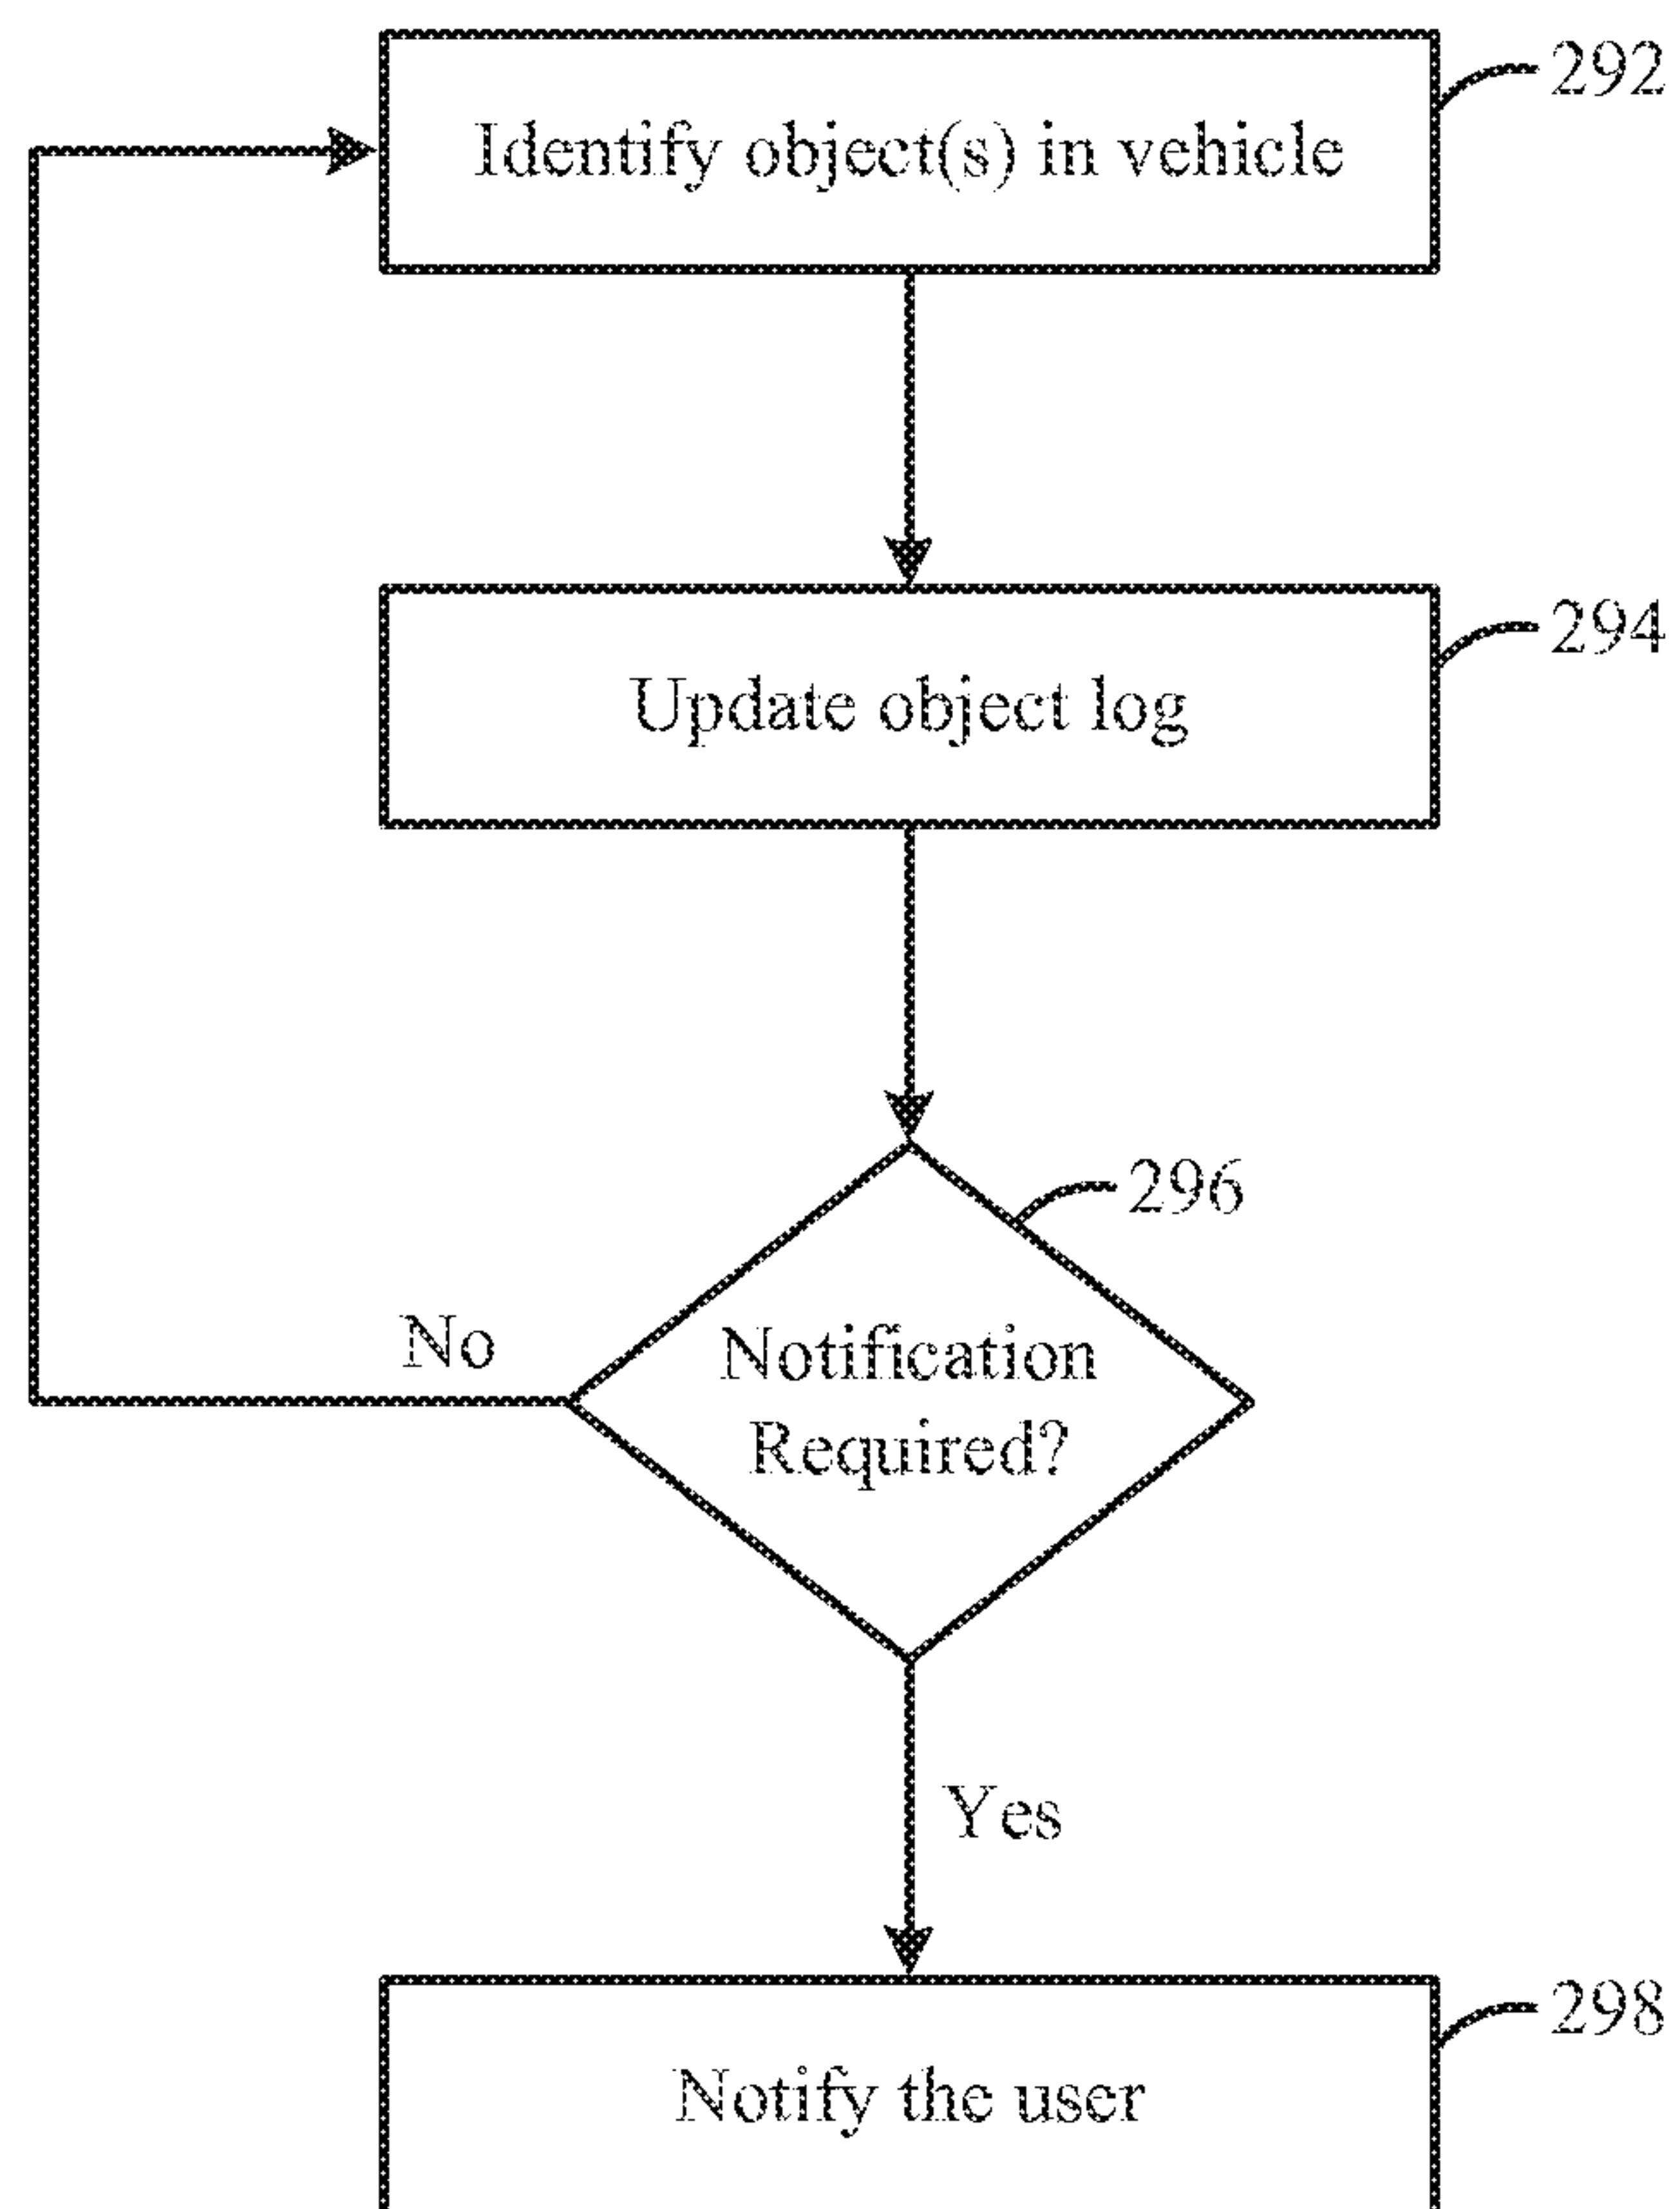 292
Identify object(s) in vehicle
294
Update object log
296
No
Notification
Required?
Yes
298
Notify the user